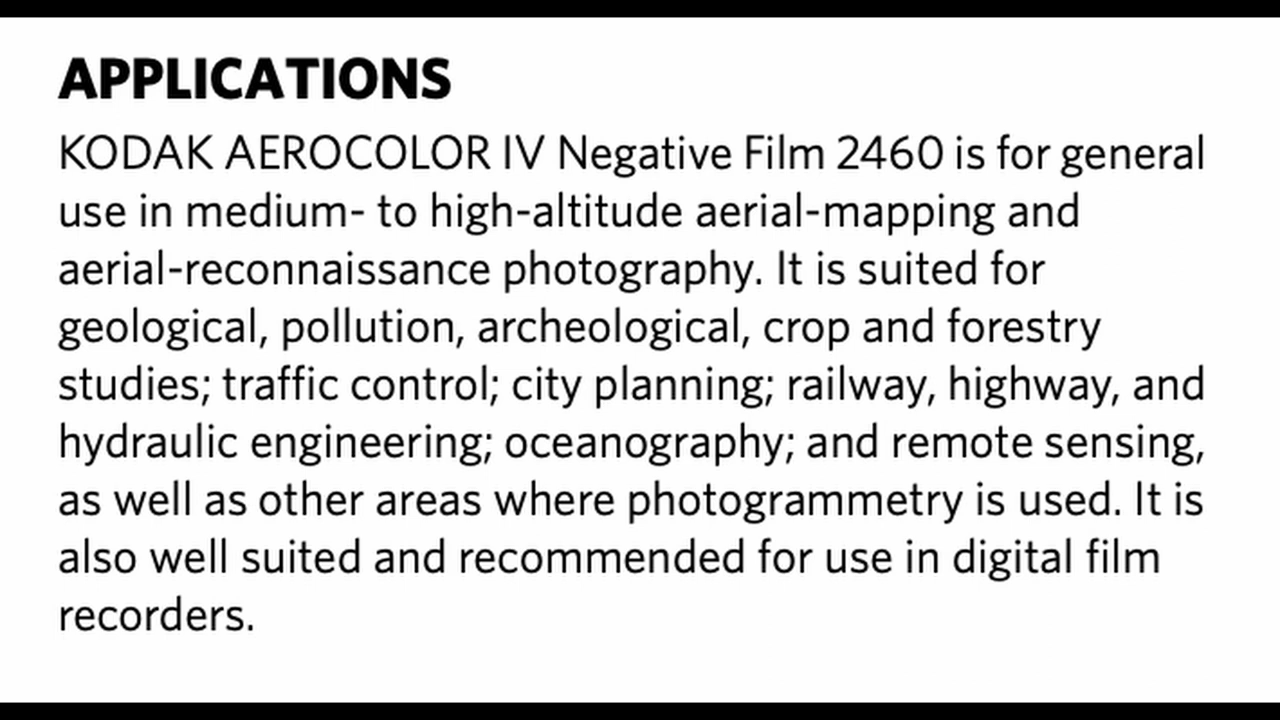 APPLICATIONS
KODAK AEROCOLOR IV Negative Film 2460 is for general
use in medium- to high-altitude aerial-mapping and
aerial-reconnaissance photography. It is suited for
geological, pollution, archeological, crop and forestry
studies; traffic control; city planning; railway, highway, and
hydraulic engineering; oceanography; and remote sensing,
as well as other areas where photogrammetry is used. It is
also well suited and recommended for use in digital film
recorders.